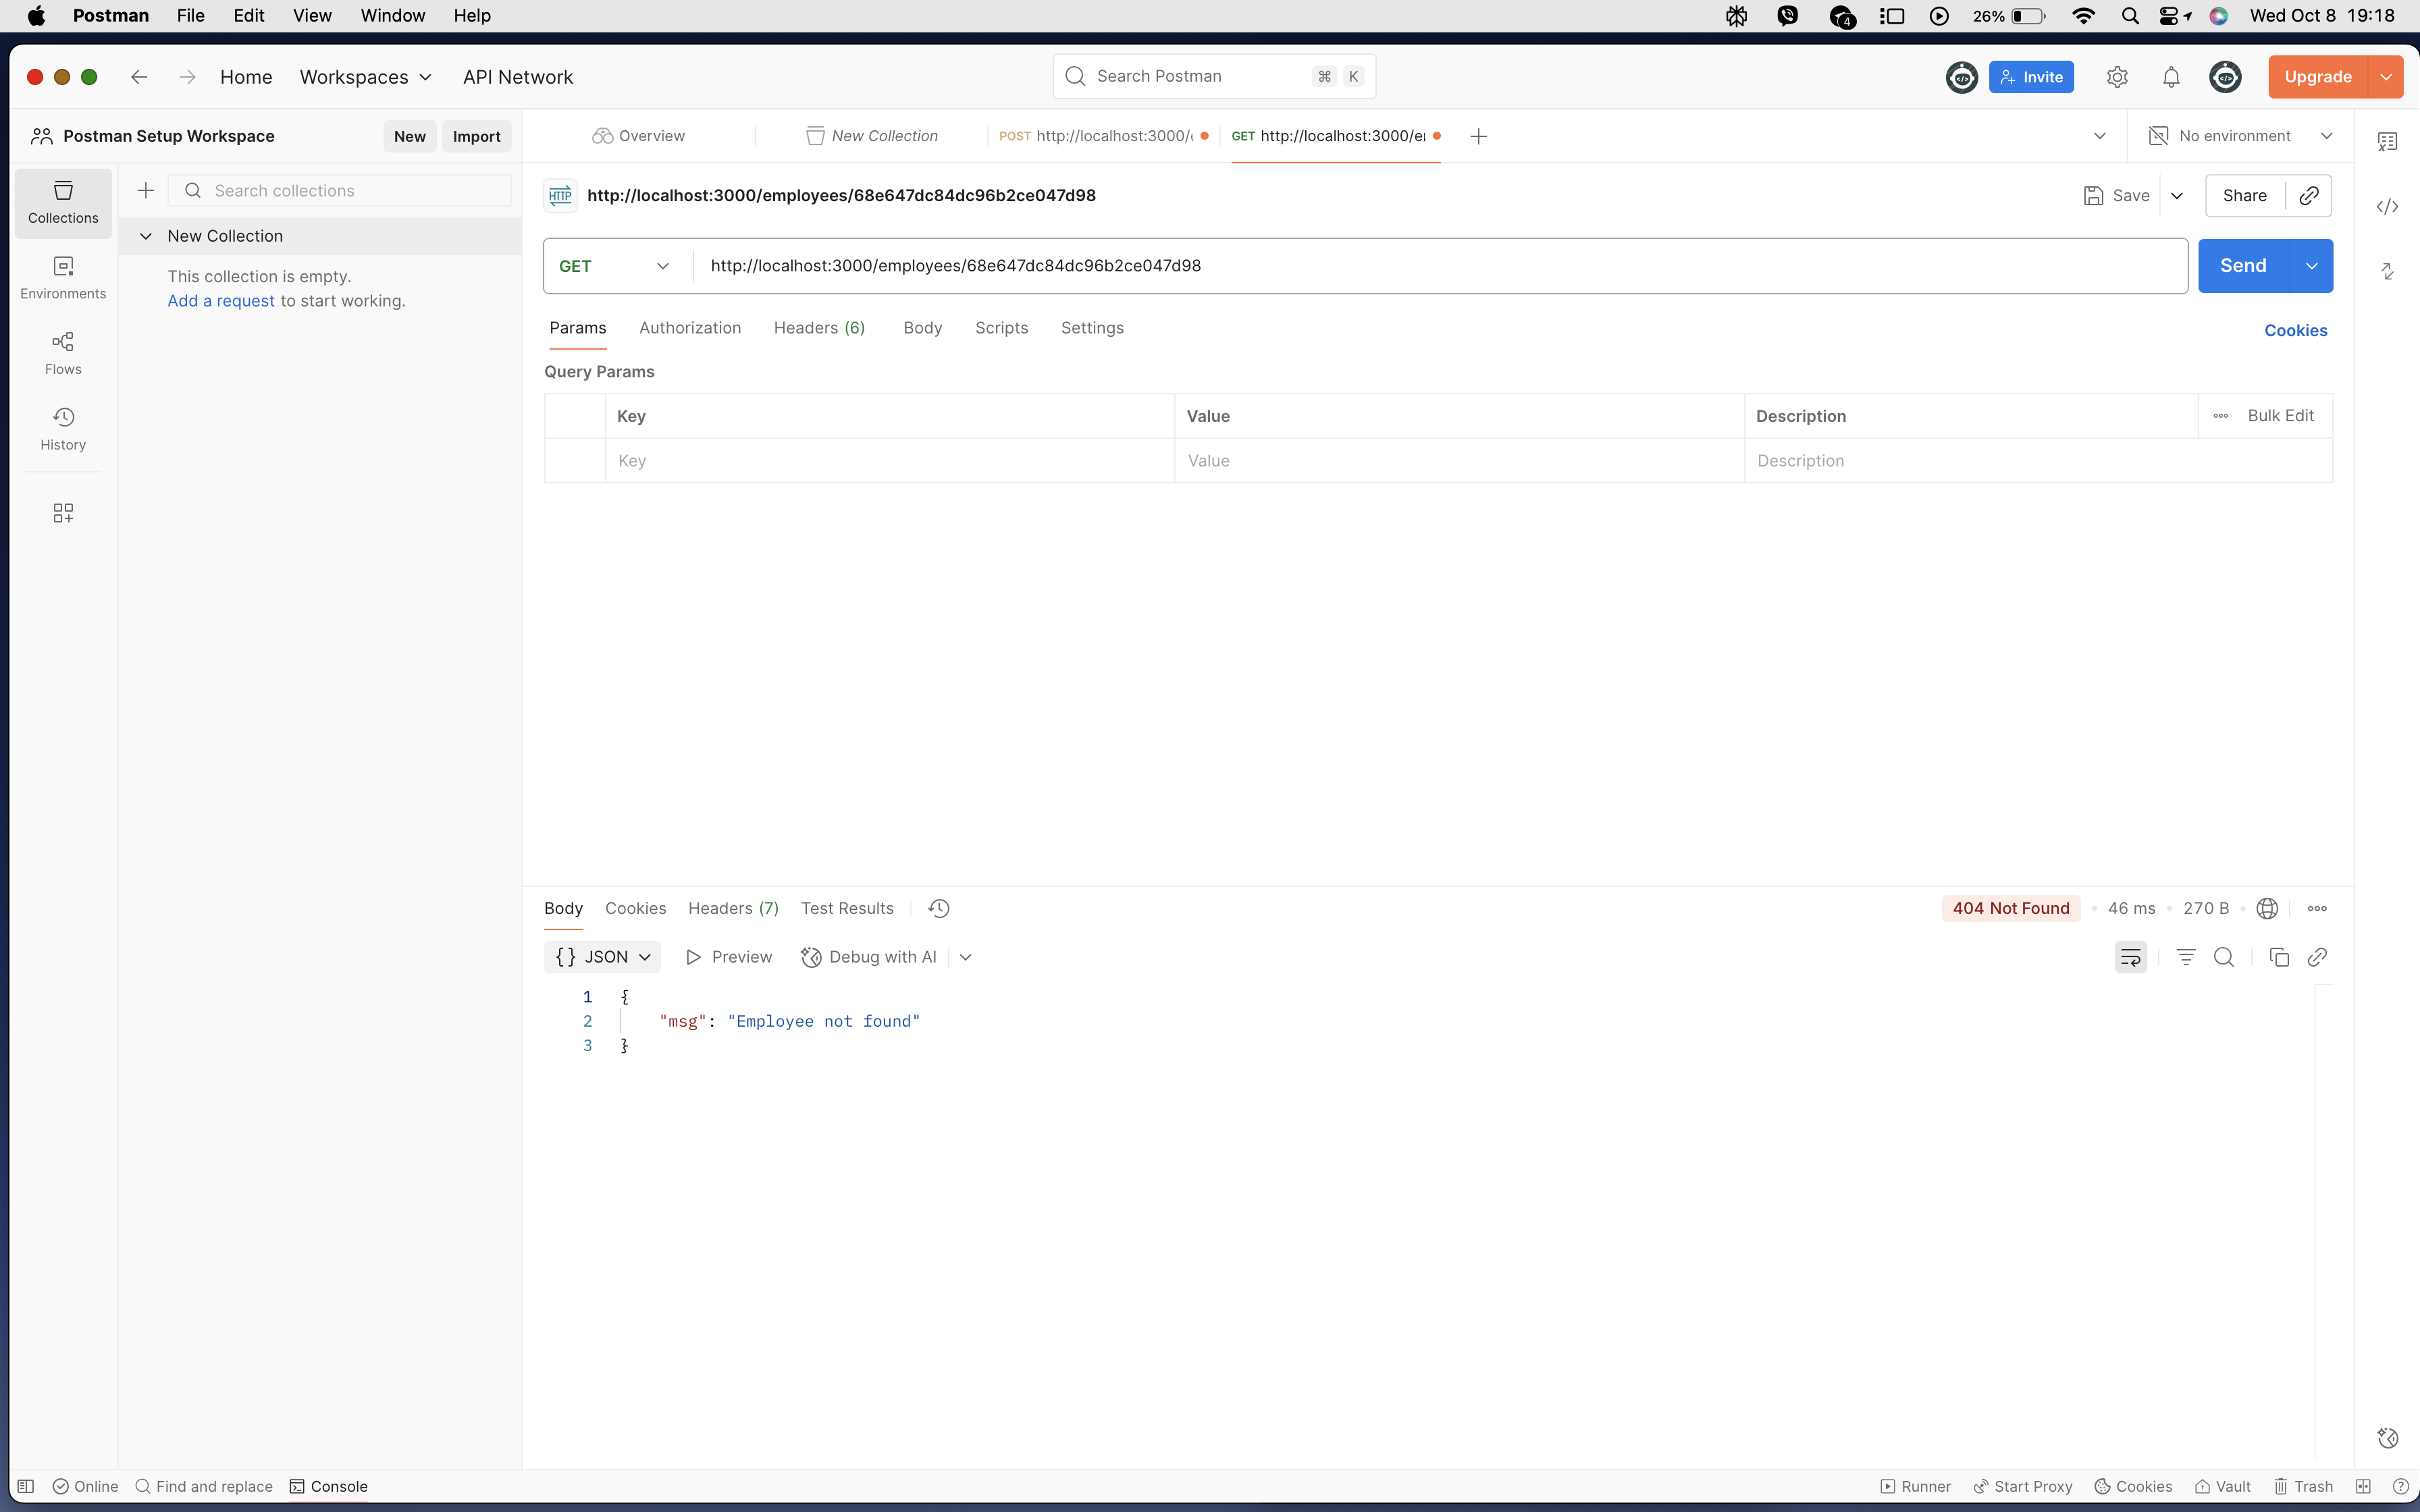 Postman File Edit View Window Help
4 26% Wed Oct 8 19:18
Home Workspaces API Network
Search Postman ⌘ K
Invite Upgrade
Postman Setup Workspace New Import
Overview New Collection POST http://localhost:3000/ GET http://localhost:3000/e
No environment
Collections
Search collections
New Collection
This collection is empty.
Add a request to start working.
Environments
Flows
History
HTTP http://localhost:3000/employees/68e647dc84dc96b2ce047d98
Save Share
GET http://localhost:3000/employees/68e647dc84dc96b2ce047d98
Send
Params Authorization Headers (6) Body Scripts Settings
Cookies
Query Params
Key Value Description Bulk Edit
Key Value Description
Body Cookies Headers (7) Test Results
404 Not Found 46 ms 270 B
{} JSON Preview Debug with AI
1 {
2 "msg": "Employee not found"
3 }
Online Find and replace Console
Runner Start Proxy Cookies Vault Trash